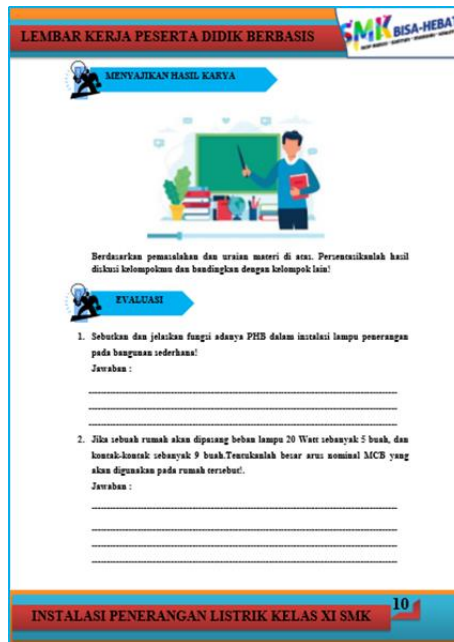 LEMBAR KERJA PESERTA DIDIK BERBASIS
SMK BISA-HEBAT
MENYAJIKAN HASIL KARYA
Berdasarkan pemasalahan dan uraian materi di atas. Persentasikanlah hasil
diskusi kelompokmu dan bandingkan dengan kelompok lain!
EVALUASI
1. Sebutkan dan jelaskan fungsi adanya PHB dalam instalasi lampu penerangan
pada bangunan sederhana!
Jawaban :
2. Jika sebuah rumah akan dipasang beban lampu 20 Watt sebanyak 5 buah, dan
kontak-kontak sebanyak 9 buah.Tentukanlah besar arus nominal MCB yang
akan digunakan pada rumah tersebut!.
Jawaban :
10
INSTALASI PENERANGAN LISTRIK KELAS XI SMK